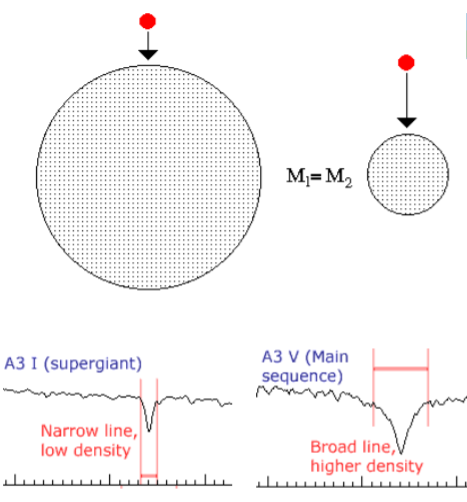 M₁= M₂
A3 I (supergiant)
Narrow line,
low density
A3 V (Main
sequence)
Broad line,
higher density